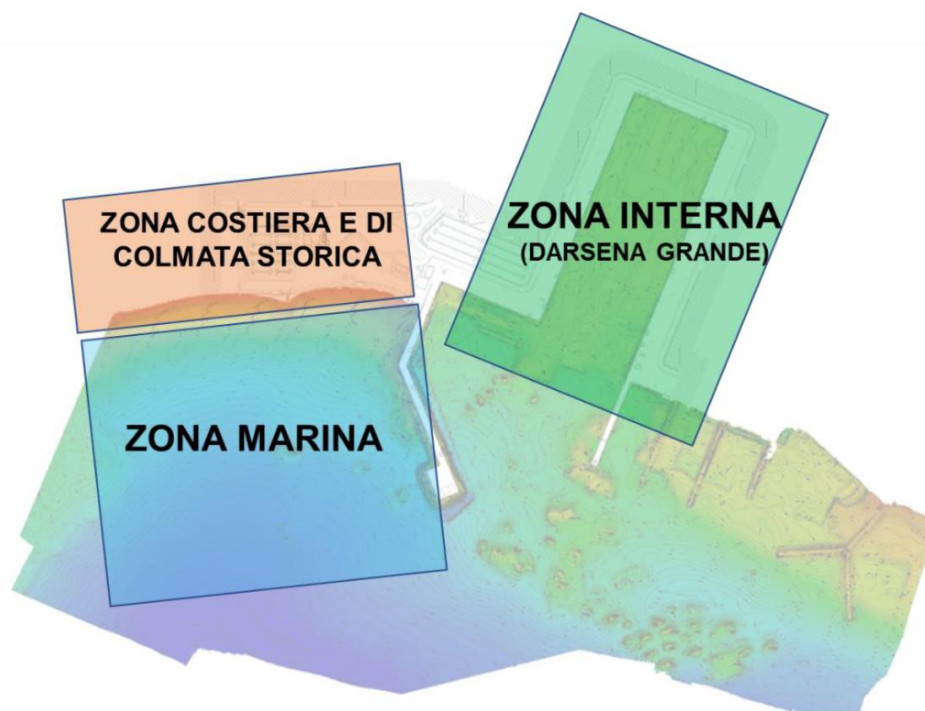 ZONA COSTIERA E DI
COLMATA STORICA
ZONA INTERNA
(DARSENA GRANDE)
ZONA MARINA